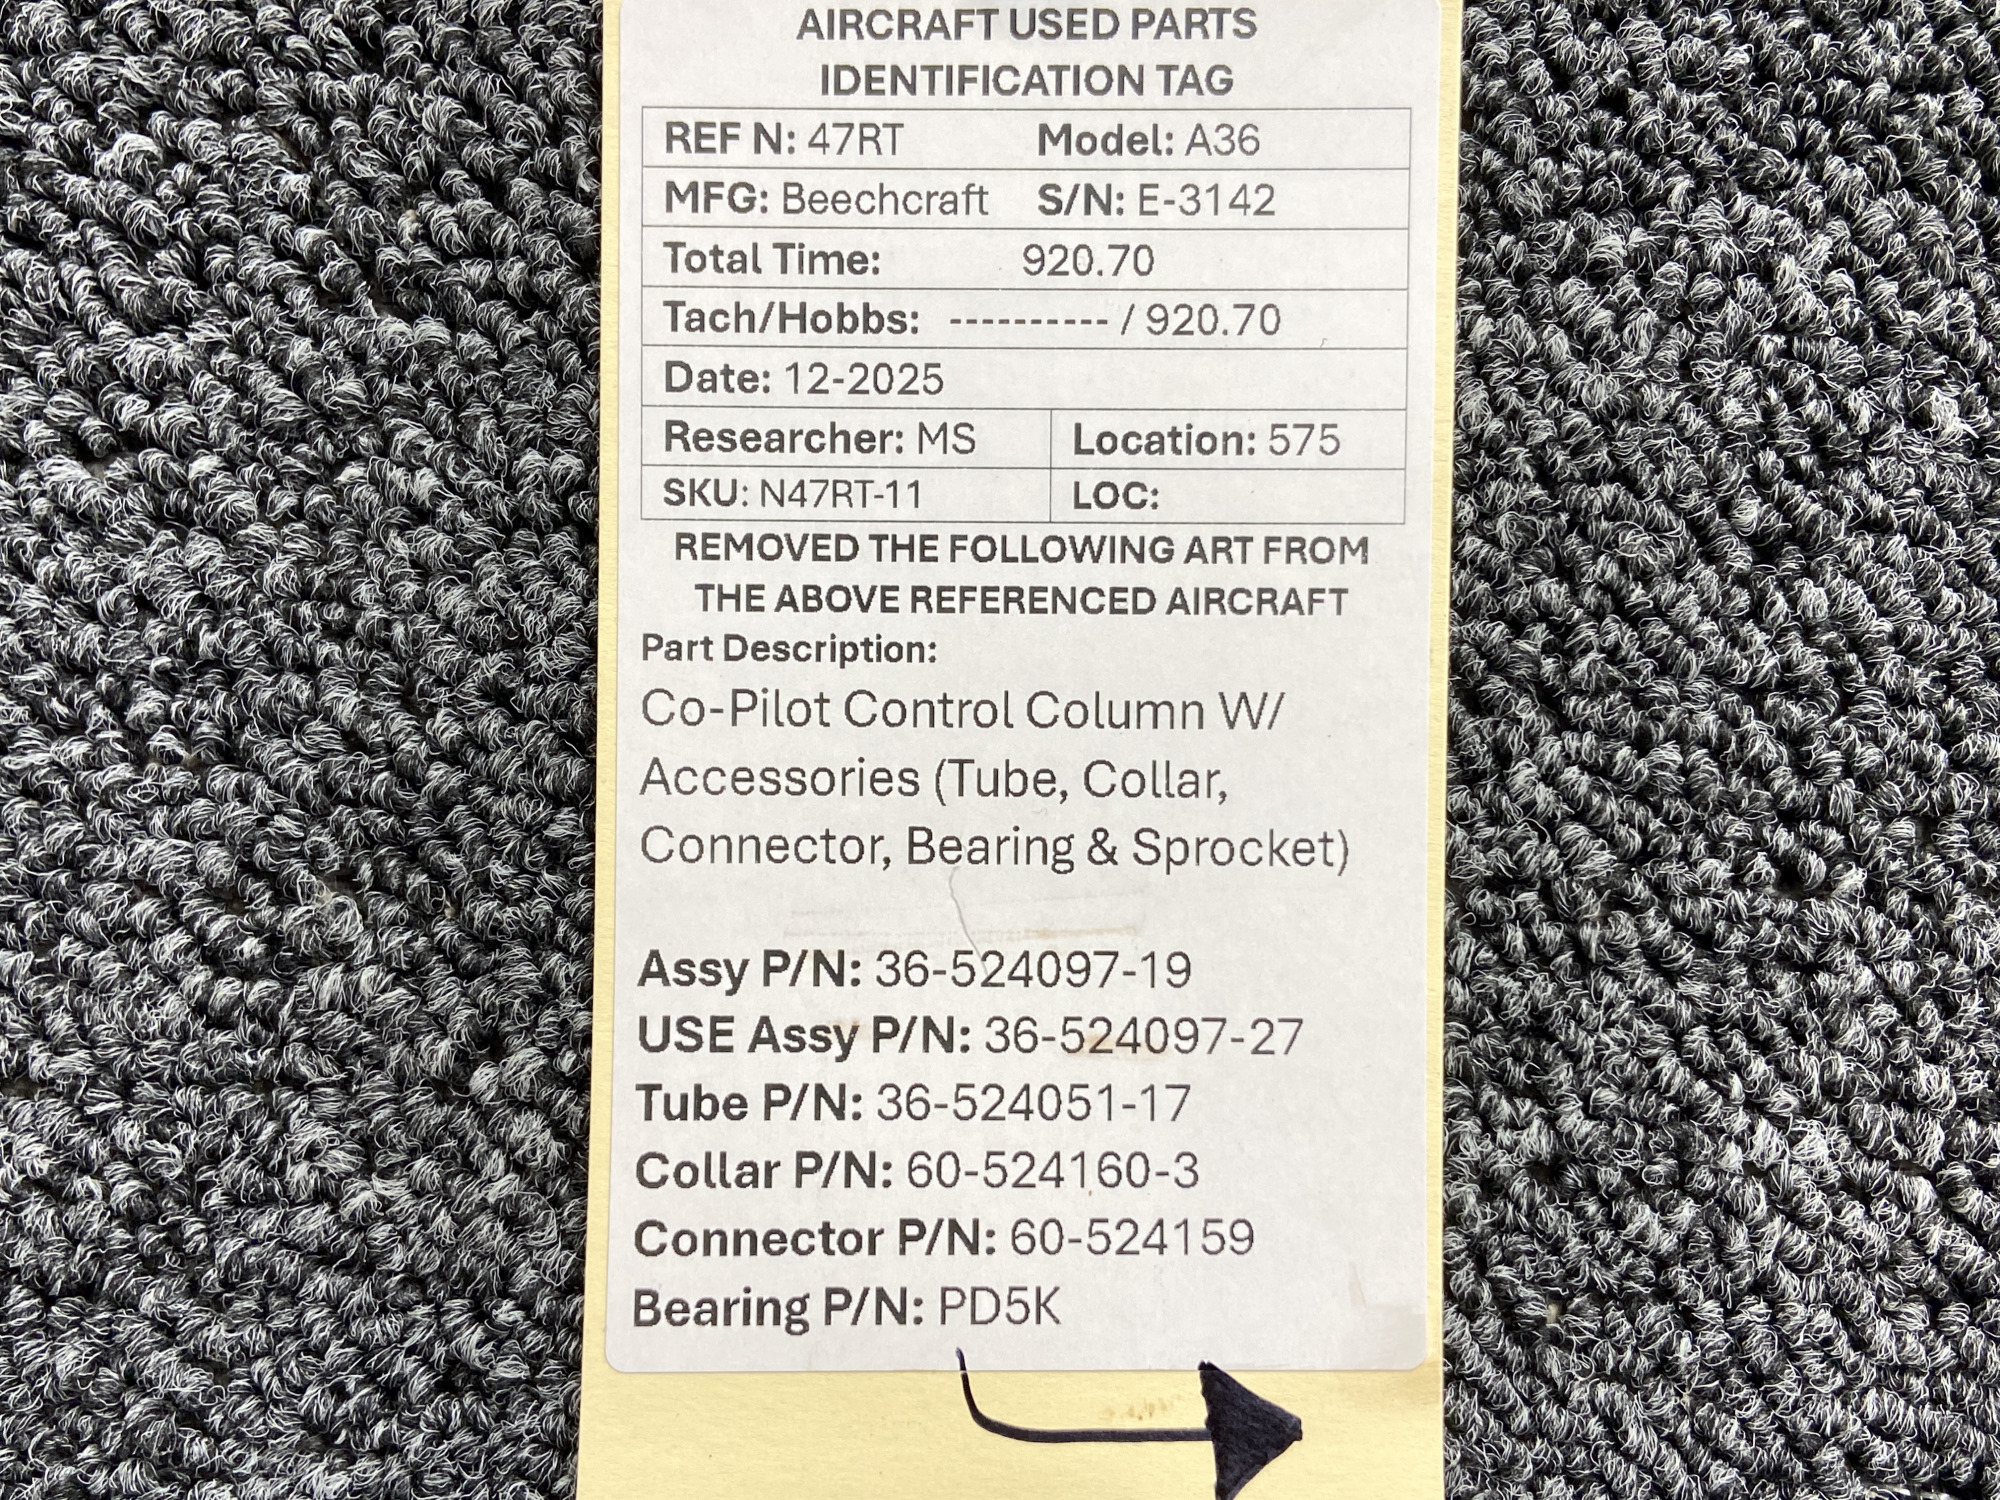 AIRCRAFT USED PARTS
IDENTIFICATION TAG
REF N: 47RT Model: A36
MFG: Beechcraft S/N: E-3142
Total Time: 920.70
Tach/Hobbs: ---------- / 920.70
Date: 12-2025
Researcher: MS Location: 575
SKU: N47RT-11 LOC:
REMOVED THE FOLLOWING ART FROM
THE ABOVE REFERENCED AIRCRAFT
Part Description:
Co-Pilot Control Column W/
Accessories (Tube, Collar,
Connector, Bearing & Sprocket)
Assy P/N: 36-524097-19
USE Assy P/N: 36-524097-27
Tube P/N: 36-524051-17
Collar P/N: 60-524160-3
Connector P/N: 60-524159
Bearing P/N: PD5K